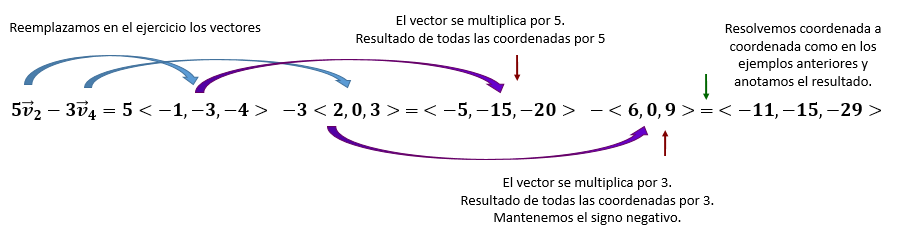 Reemplazamos en el ejercicio los vectores
El vector se multiplica por 5.
Resultado de todas las coordenadas por 5
Resolvemos coordenada a
coordenada como en los
ejemplos anteriores y
anotamos el resultado.
5v⃗₂ − 3v⃗₄ = 5 < −1, −3, −4 > −3 < 2, 0, 3 > = < −5, −15, −20 > − < 6, 0, 9 > = < −11, −15, −29 >
El vector se multiplica por 3.
Resultado de todas las coordenadas por 3.
Mantenemos el signo negativo.